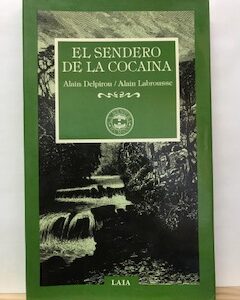 EL SENDERO
DE LA COCAINA
Alain Delpirou / Alain Labrousse
LAIA